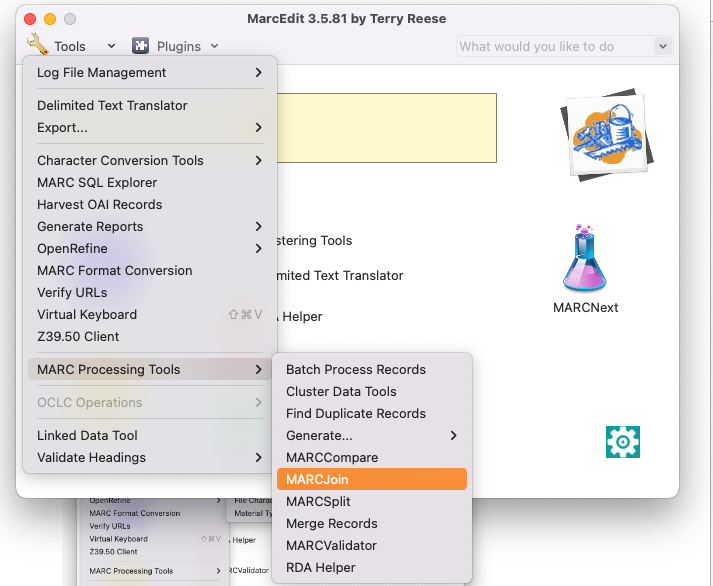 MarcEdit 3.5.81 by Terry Reese
Tools
Plugins
What would you like to do
Log File Management
Delimited Text Translator
Export...
Character Conversion Tools
MARC SQL Explorer
Harvest OAI Records
Generate Reports
OpenRefine
MARC Format Conversion
Verify URLs
Virtual Keyboard ⇧⌘V
Z39.50 Client
MARC Processing Tools
OCLC Operations
Linked Data Tool
Validate Headings
stering Tools
mited Text Translator
Helper
MARCNext
Batch Process Records
Cluster Data Tools
Find Duplicate Records
Generate...
MARCCompare
MARCJoin
MARCSplit
Merge Records
MARCValidator
RDA Helper
OpenRefine
MARC Format Conversion
Verify URLs
Virtual Keyboard ⇧⌘V
Z39.50 Client
MARC Processing Tools
File Charac
Material Ty
Helper
RCValidator